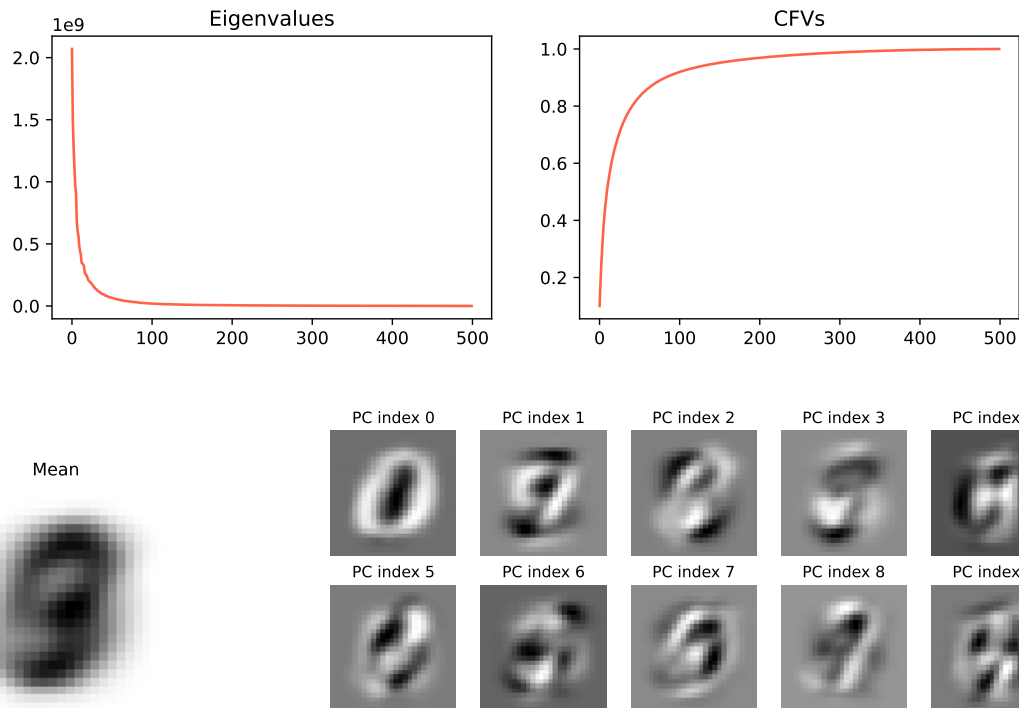 Eigenvalues
1e9
2.0
1.5
1.0
0.5
0.0
0 100 200 300 400 500
CFVs
1.0
0.8
0.6
0.4
0.2
0 100 200 300 400 500
Mean
PC index 0 PC index 1 PC index 2 PC index 3 PC index
PC index 5 PC index 6 PC index 7 PC index 8 PC index